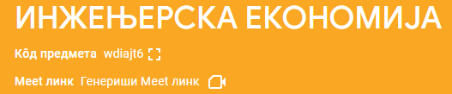 ИНЖЕЊЕРСКА ЕКОНОМИЈА
Кôд предмета wdiajt6
Meet линк Генериши Meet линк